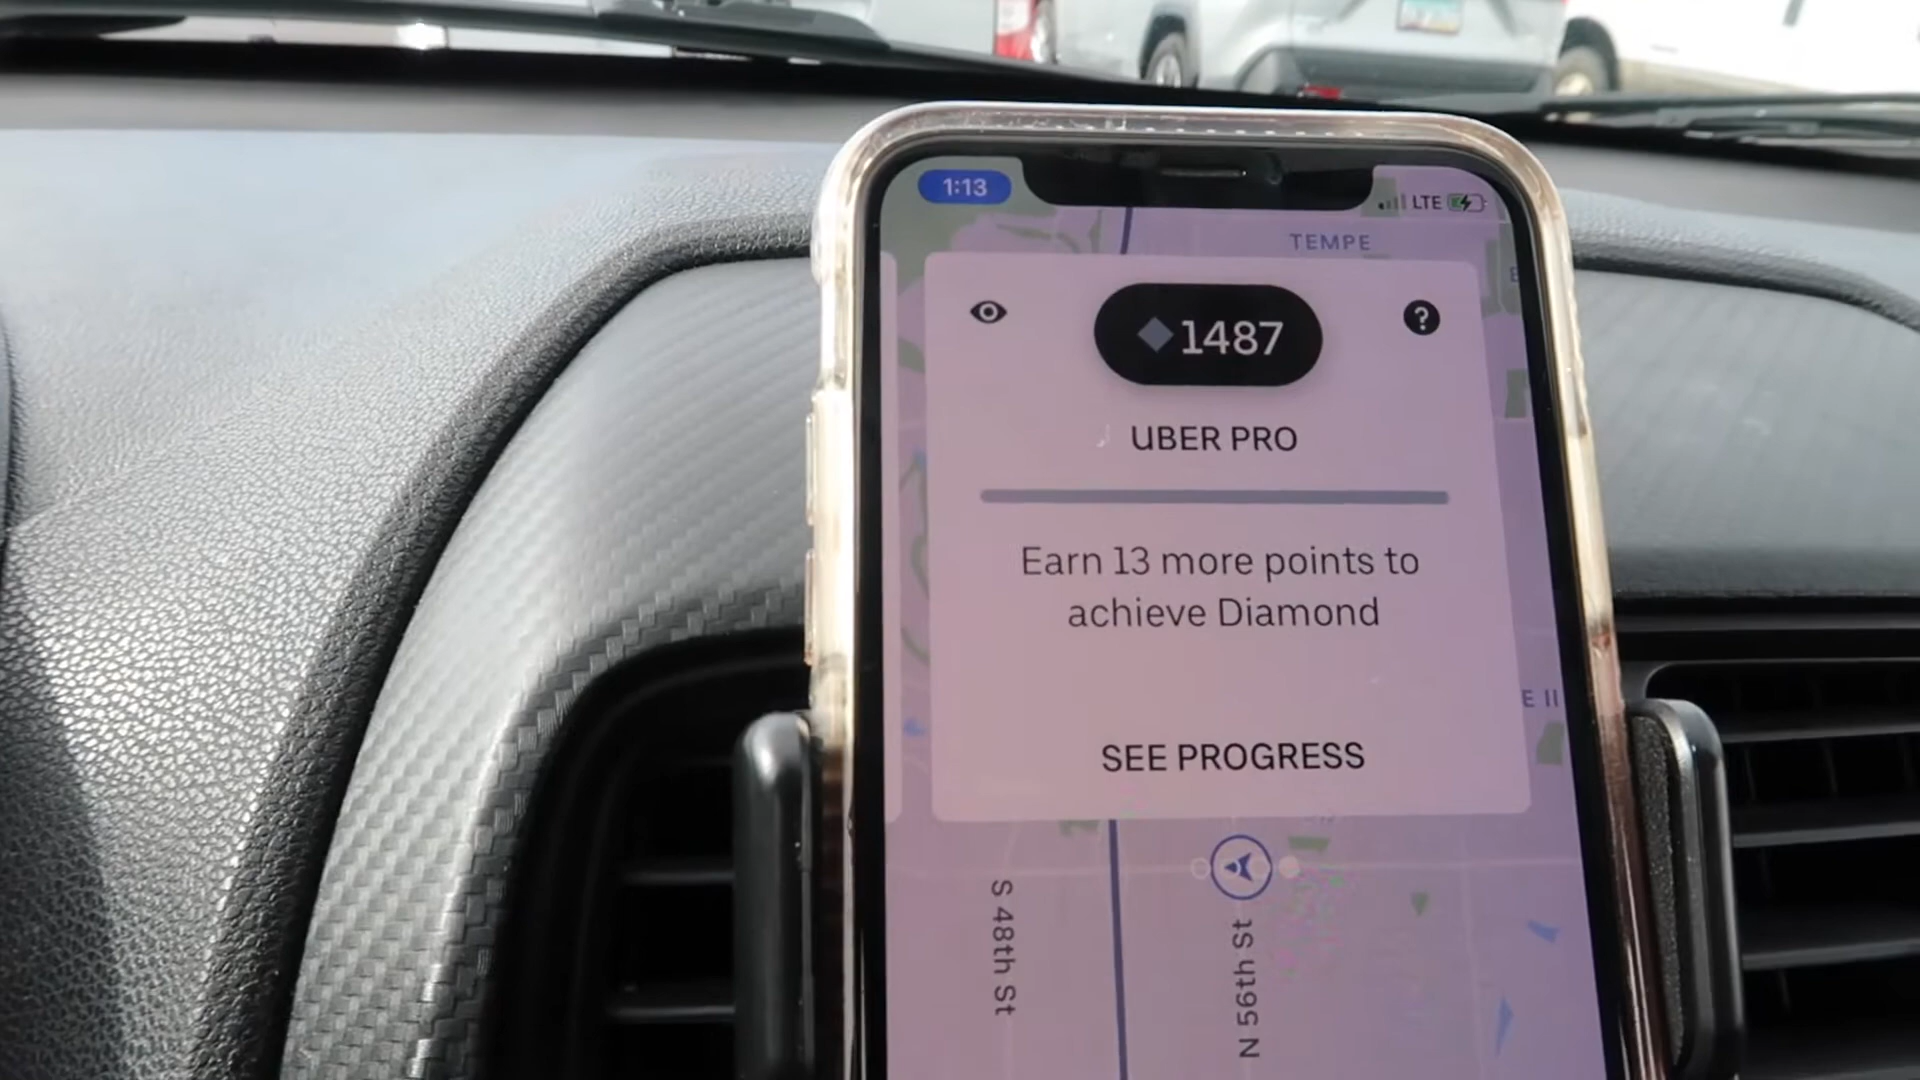 1:13
LTE
TEMPE
1487
UBER PRO
Earn 13 more points to
achieve Diamond
SEE PROGRESS
S 48th St
N 56th St